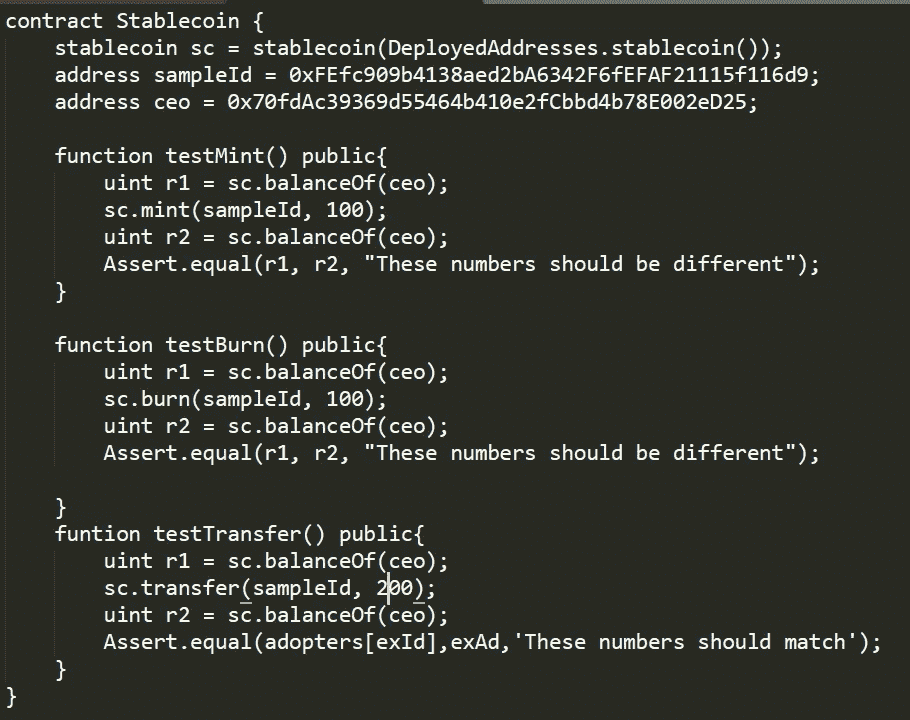 contract Stablecoin {
stablecoin sc = stablecoin(DeployedAddresses.stablecoin());
address sampleId = 0xFEfc909b4138aed2bA6342F6fEFAF21115f116d9;
address ceo = 0x70fdAc39369d55464b410e2fCbbd4b78E002eD25;
function testMint() public{
uint r1 = sc.balanceOf(ceo);
sc.mint(sampleId, 100);
uint r2 = sc.balanceOf(ceo);
Assert.equal(r1, r2, "These numbers should be different");
}
function testBurn() public{
uint r1 = sc.balanceOf(ceo);
sc.burn(sampleId, 100);
uint r2 = sc.balanceOf(ceo);
Assert.equal(r1, r2, "These numbers should be different");
}
funtion testTransfer() public{
uint r1 = sc.balanceOf(ceo);
sc.transfer(sampleId, 200);
uint r2 = sc.balanceOf(ceo);
Assert.equal(adopters[exId],exAd,'These numbers should match');
}
}